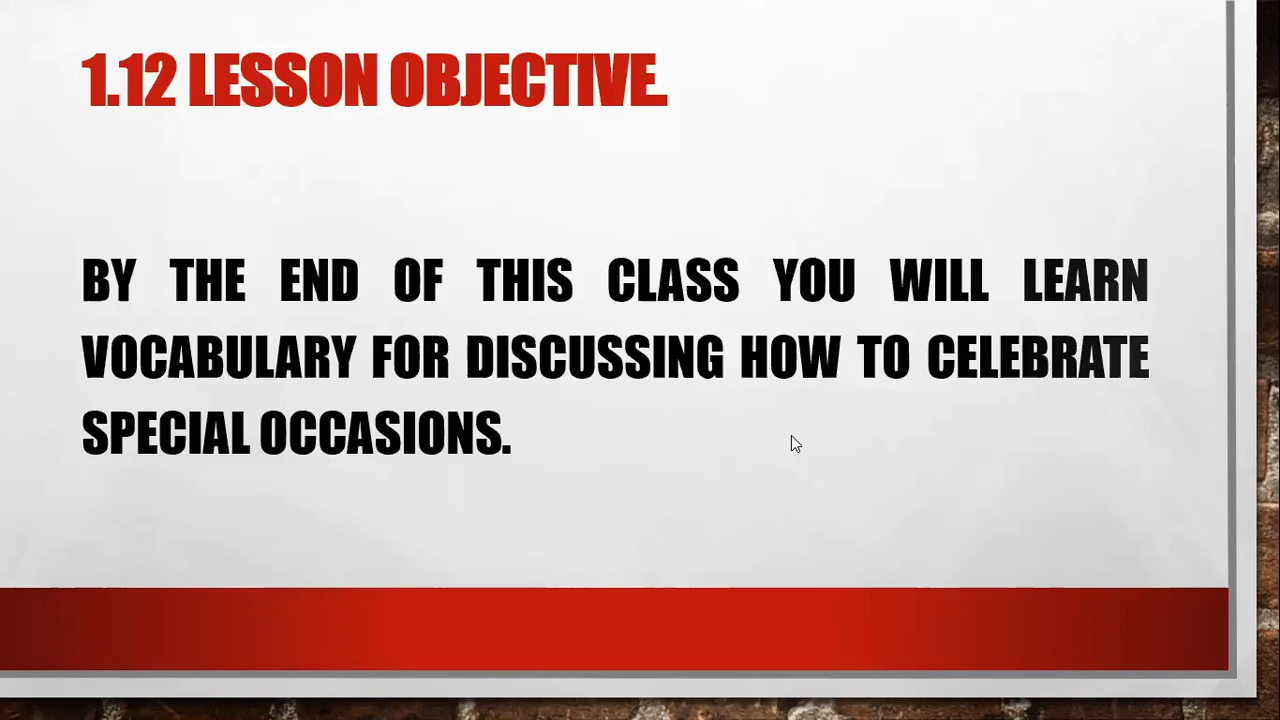 1.12 LESSON OBJECTIVE.
BY THE END OF THIS CLASS YOU WILL LEARN
VOCABULARY FOR DISCUSSING HOW TO CELEBRATE
SPECIAL OCCASIONS.